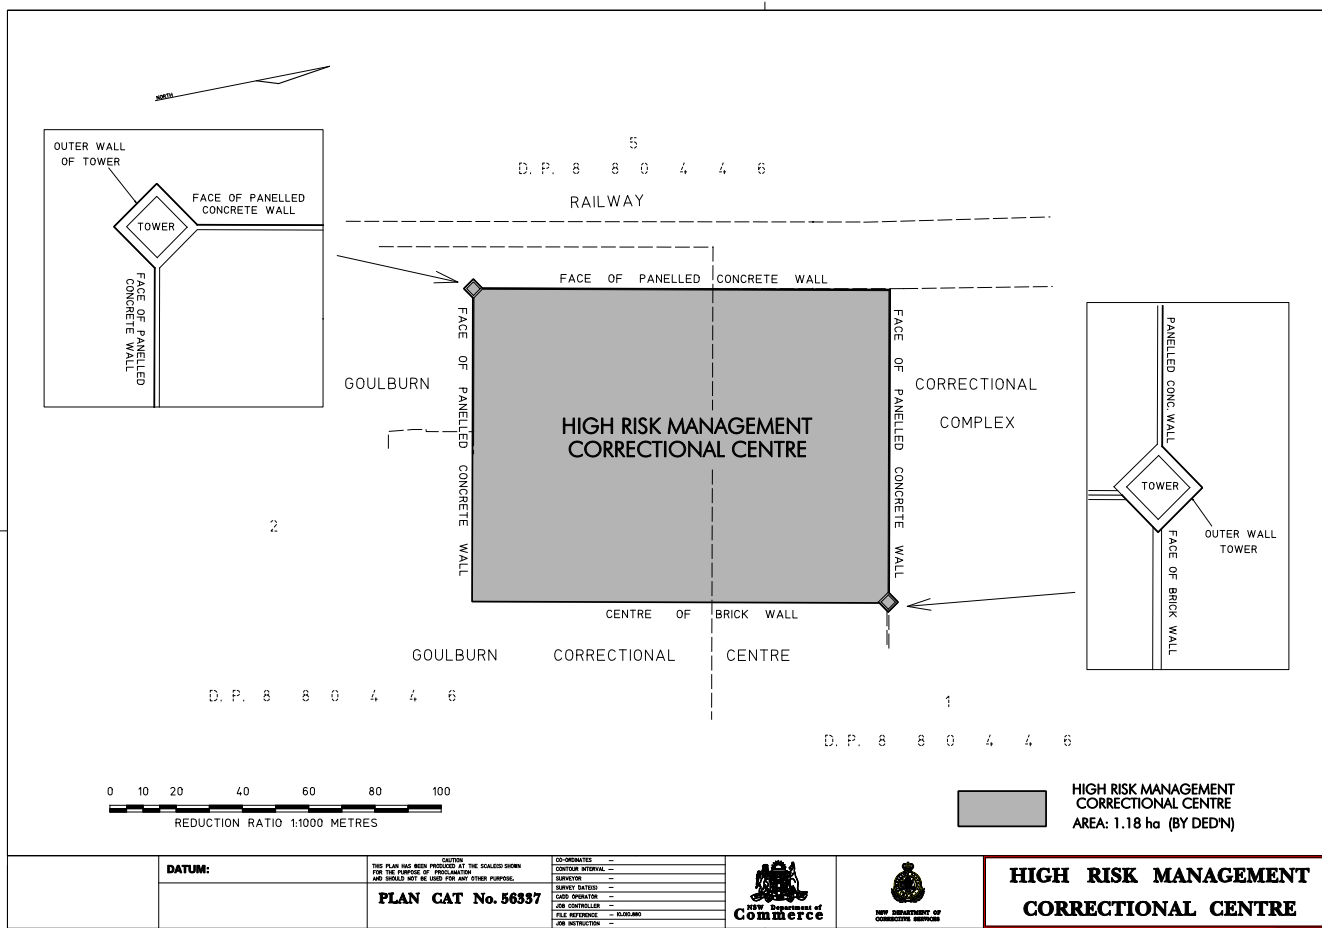 NORTH
OUTER WALL
OF TOWER
FACE OF PANELLED
CONCRETE WALL
TOWER
FACE OF PANELLED
CONCRETE WALL
5
D.P. 8 8 0 4 4 6
RAILWAY
FACE OF PANELLED CONCRETE WALL
FACE OF PANELLED CONCRETE WALL
FACE OF PANELLED CONCRETE WALL
GOULBURN
CORRECTIONAL
COMPLEX
HIGH RISK MANAGEMENT
CORRECTIONAL CENTRE
2
CENTRE OF BRICK WALL
GOULBURN CORRECTIONAL CENTRE
D.P. 8 8 0 4 4 6
1
D.P. 8 8 0 4 4 6
PANELLED CONC. WALL
TOWER
OUTER WALL
TOWER
FACE OF BRICK WALL
0 10 20 40 60 80 100
REDUCTION RATIO 1:1000 METRES
HIGH RISK MANAGEMENT
CORRECTIONAL CENTRE
AREA: 1.18 ha (BY DED'N)
DATUM:
CAUTION
THIS PLAN HAS BEEN PRODUCED AT THE SCALE(S) SHOWN
FOR THE PURPOSE OF PROCLAMATION
AND SHOULD NOT BE USED FOR ANY OTHER PURPOSE.
PLAN CAT No. 56337
CO-ORDINATES –
CONTOUR INTERVAL –
SURVEYOR –
SURVEY DATE(S) –
CADD OPERATOR –
JOB CONTROLLER –
FILE REFERENCE –
JOB INSTRUCTION –
NSW Department of
Commerce
NSW DEPARTMENT OF
CORRECTIVE SERVICES
HIGH RISK MANAGEMENT
CORRECTIONAL CENTRE